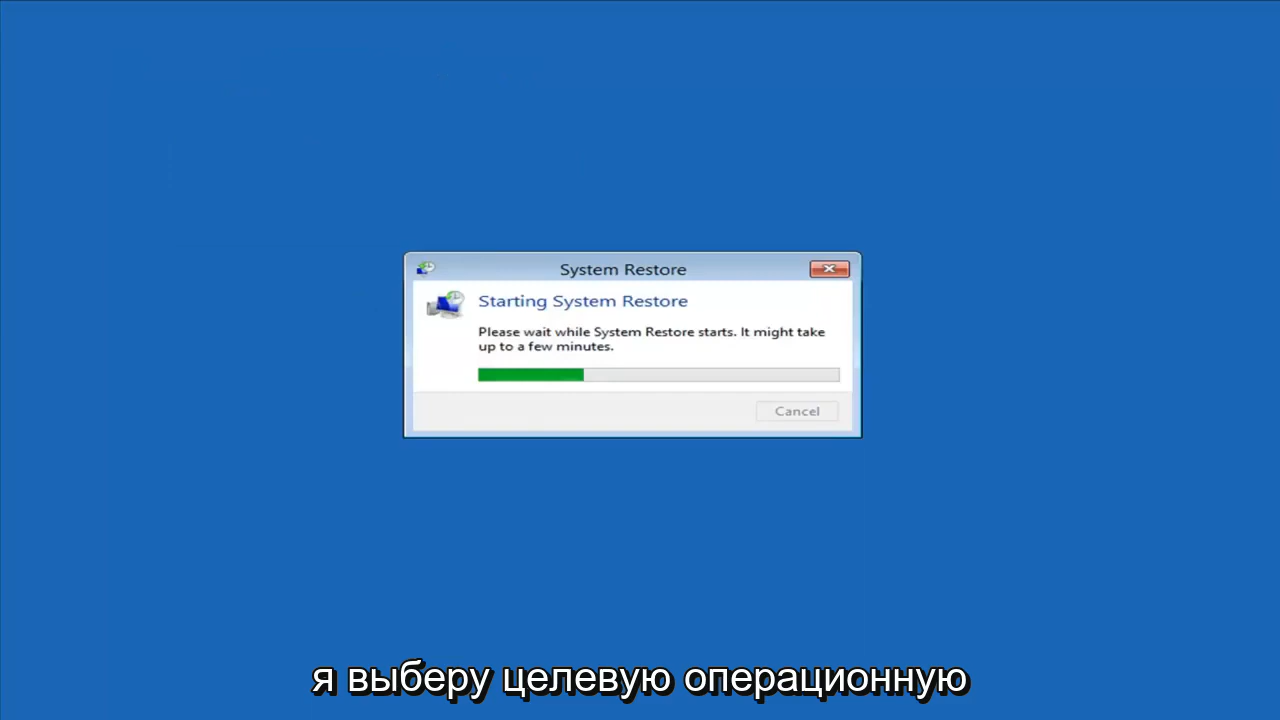 System Restore
Starting System Restore
Please wait while System Restore starts. It might take
up to a few minutes.
Cancel
я выберу целевую операционную